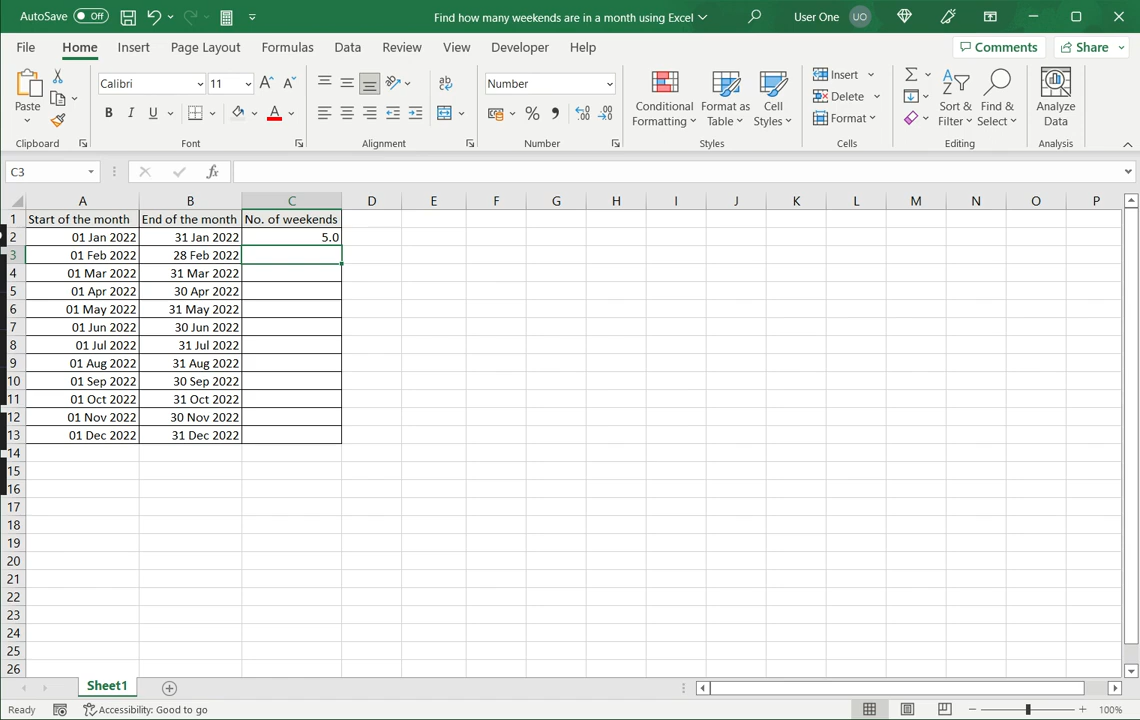 AutoSave Off Find how many weekends are in a month using Excel User One UO
File Home Insert Page Layout Formulas Data Review View Developer Help Comments Share
Paste
Calibri 11
B I U
Number
%
Conditional Formatting
Format as Table
Cell Styles
Insert
Delete
Format
Sort & Filter
Find & Select
Analyze Data
Clipboard Font Alignment Number Styles Cells Editing Analysis
C3 fx
A B C D E F G H I J K L M N O P
1 Start of the month End of the month No. of weekends
2 01 Jan 2022 31 Jan 2022 5.0
3 01 Feb 2022 28 Feb 2022
4 01 Mar 2022 31 Mar 2022
5 01 Apr 2022 30 Apr 2022
6 01 May 2022 31 May 2022
7 01 Jun 2022 30 Jun 2022
8 01 Jul 2022 31 Jul 2022
9 01 Aug 2022 31 Aug 2022
10 01 Sep 2022 30 Sep 2022
11 01 Oct 2022 31 Oct 2022
12 01 Nov 2022 30 Nov 2022
13 01 Dec 2022 31 Dec 2022
14
15
16
17
18
19
20
21
22
23
24
25
26
Sheet1
Ready Accessibility: Good to go 100%